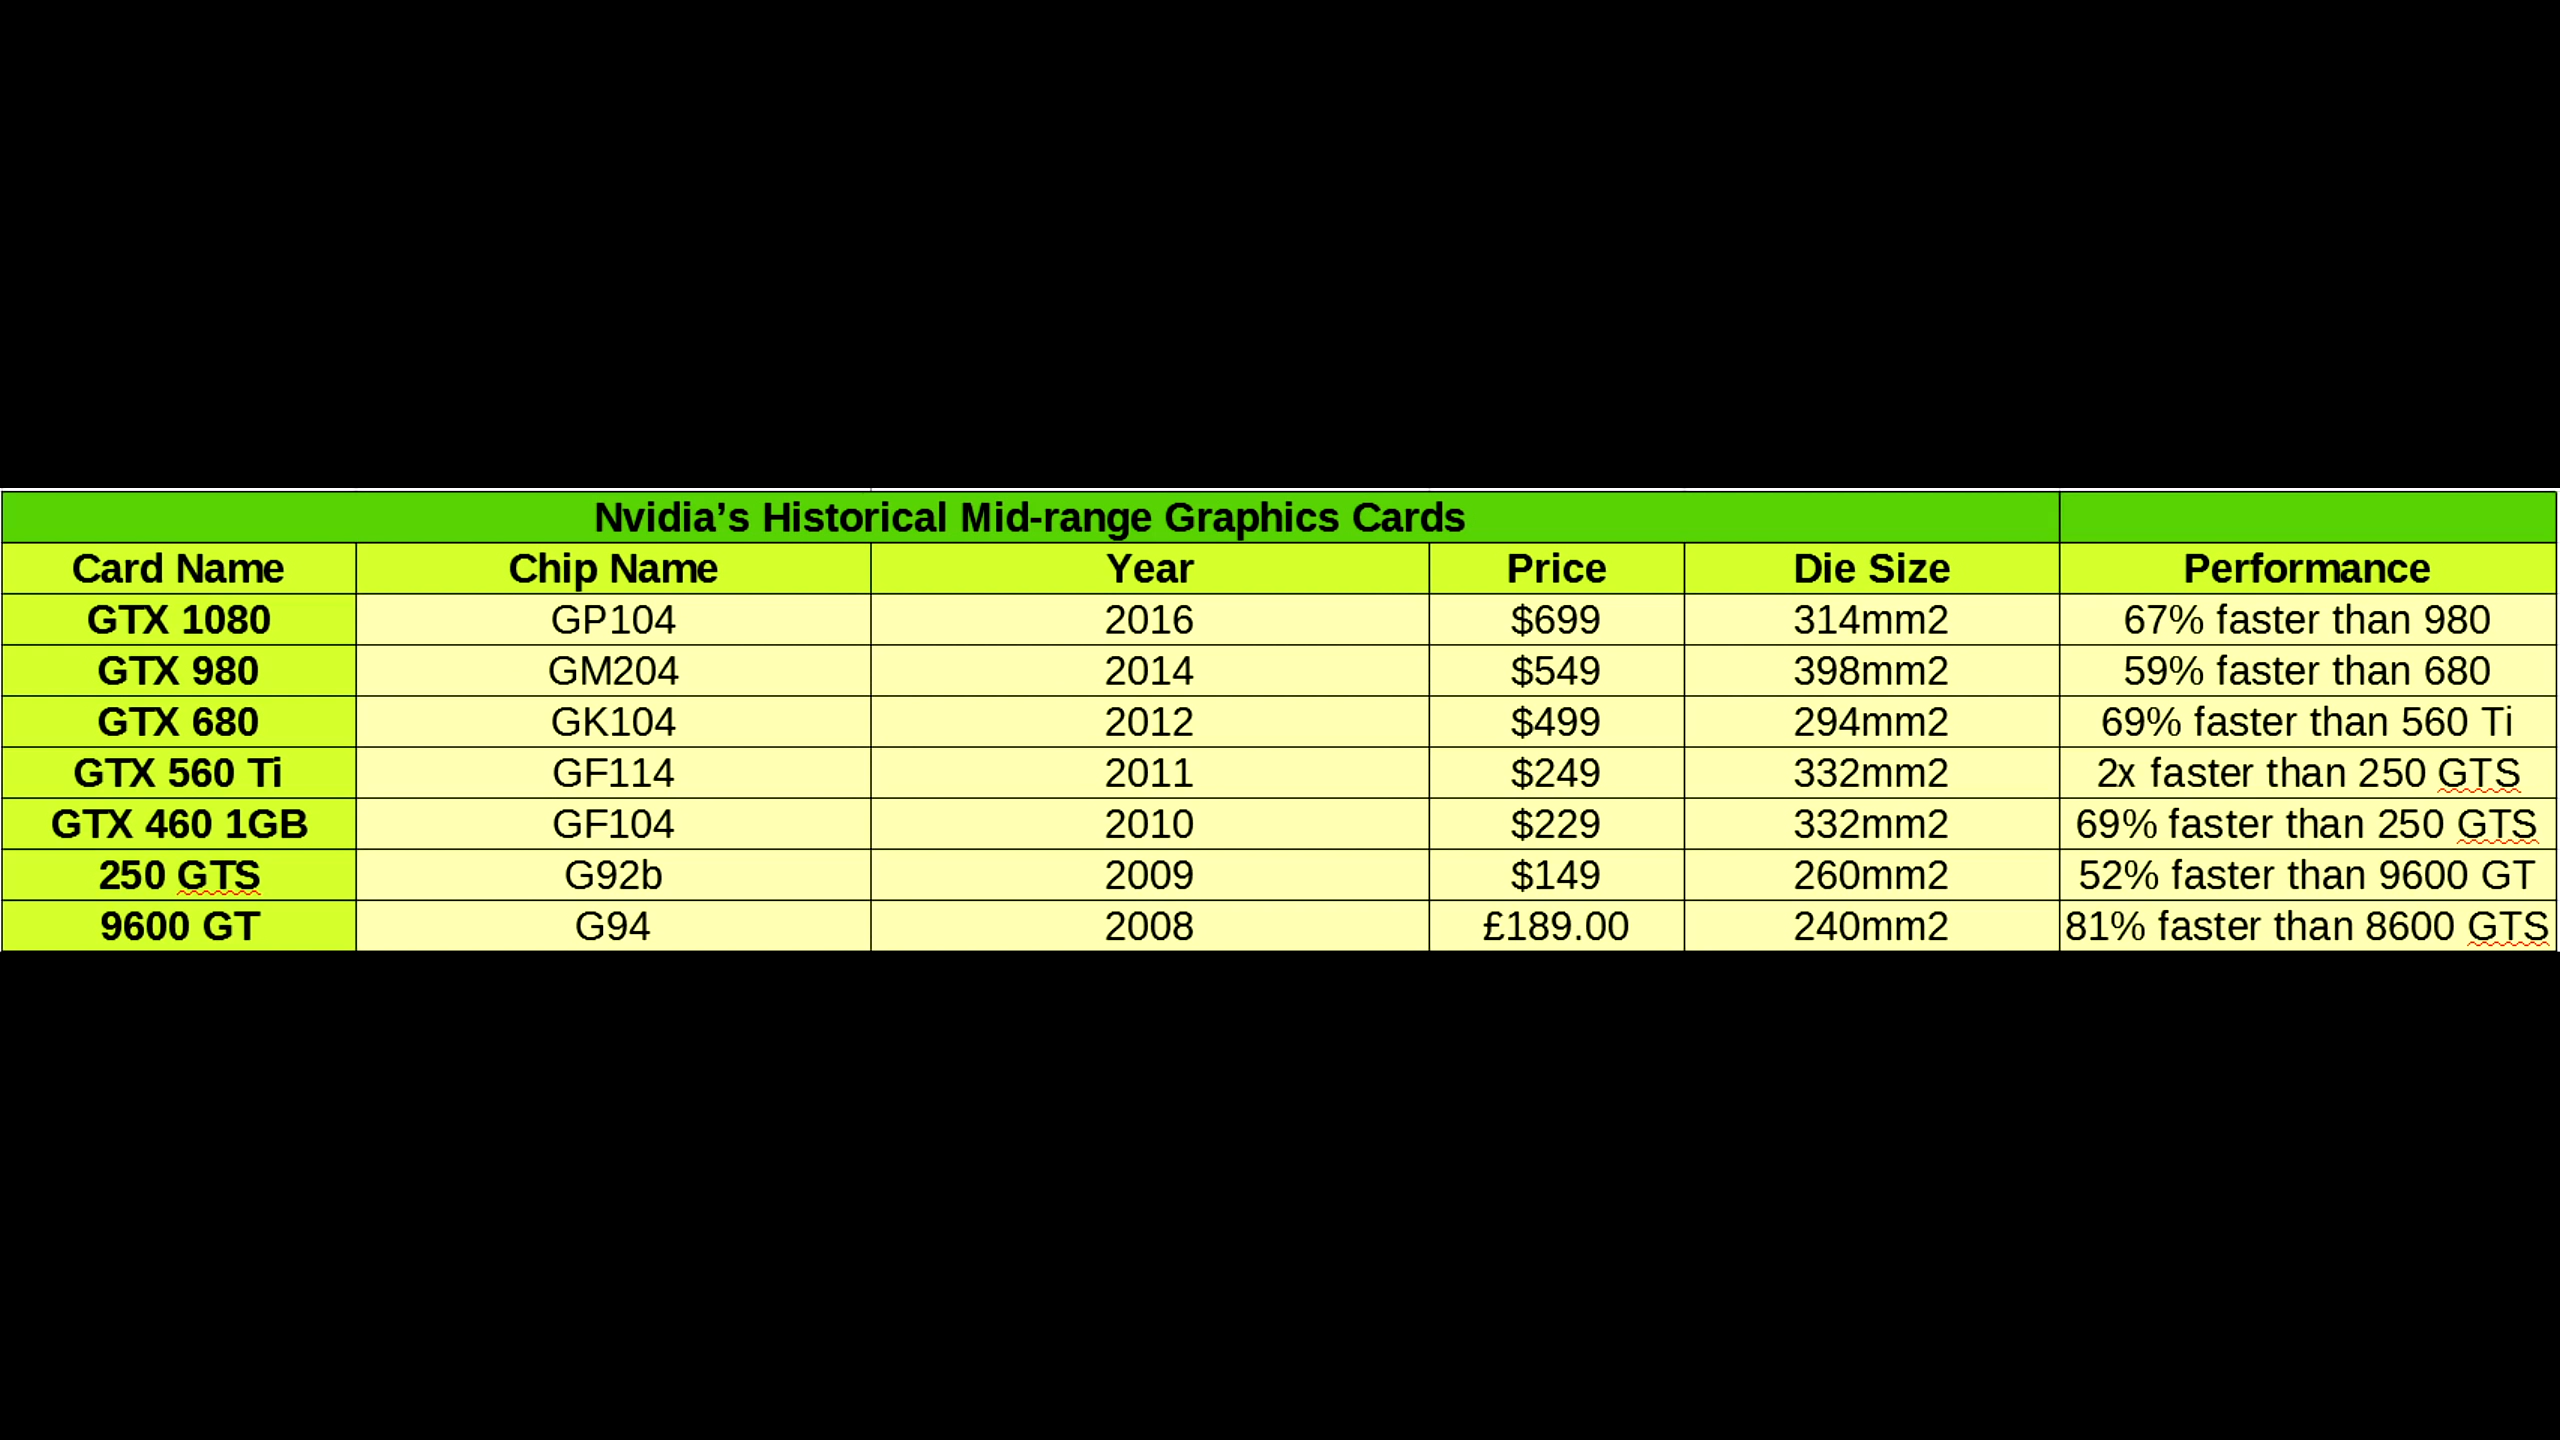 Nvidia’s Historical Mid-range Graphics Cards
Card Name Chip Name Year Price Die Size Performance
GTX 1080 GP104 2016 $699 314mm2 67% faster than 980
GTX 980 GM204 2014 $549 398mm2 59% faster than 680
GTX 680 GK104 2012 $499 294mm2 69% faster than 560 Ti
GTX 560 Ti GF114 2011 $249 332mm2 2x faster than 250 GTS
GTX 460 1GB GF104 2010 $229 332mm2 69% faster than 250 GTS
250 GTS G92b 2009 $149 260mm2 52% faster than 9600 GT
9600 GT G94 2008 £189.00 240mm2 81% faster than 8600 GTS